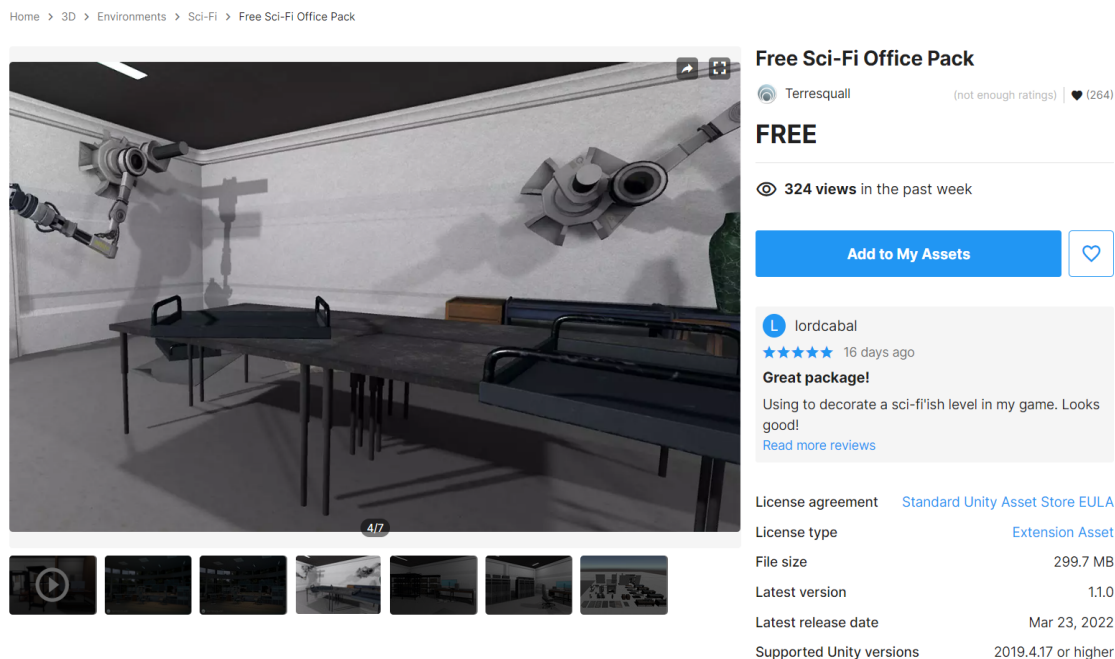 Home > 3D > Environments > Sci-Fi > Free Sci-Fi Office Pack
4/7
Free Sci-Fi Office Pack
Terresquall (not enough ratings) (264)
FREE
324 views in the past week
Add to My Assets
L lordcabal
16 days ago
Great package!
Using to decorate a sci-fi'ish level in my game. Looks
good!
Read more reviews
License agreement Standard Unity Asset Store EULA
License type Extension Asset
File size 299.7 MB
Latest version 1.1.0
Latest release date Mar 23, 2022
Supported Unity versions 2019.4.17 or higher